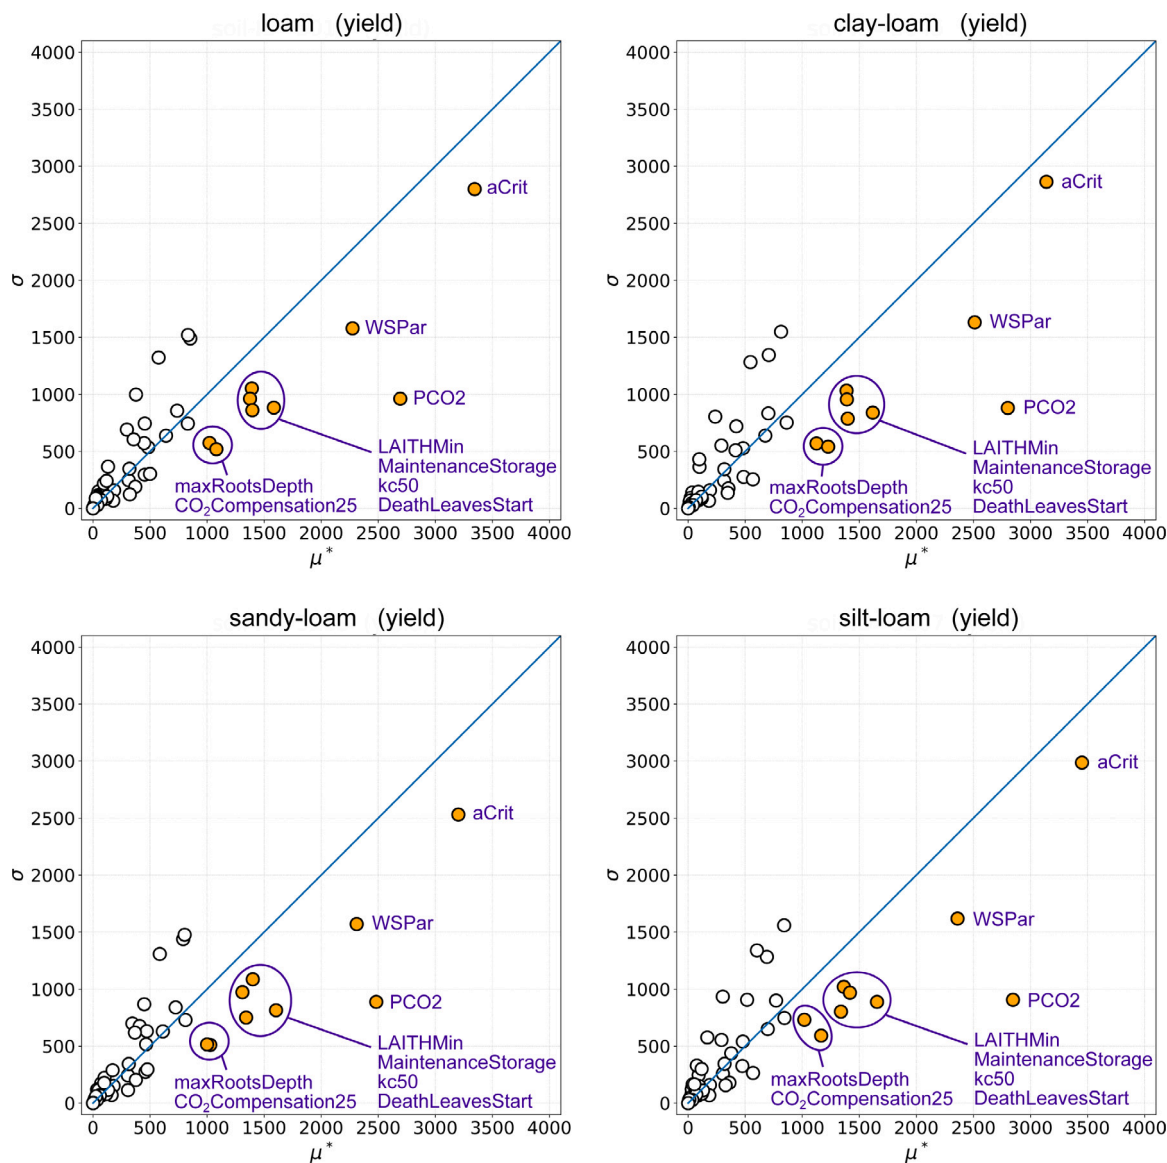 loam (yield)
4000
3500
3000
2500
2000
1500
1000
500
0
σ
aCrit
WSPar
PCO2
LAITHMin
MaintenanceStorage
kc50
DeathLeavesStart
maxRootsDepth
CO₂Compensation25
0 500 1000 1500 2000 2500 3000 3500 4000
μ*
clay-loam (yield)
4000
3500
3000
2500
2000
1500
1000
500
0
σ
aCrit
WSPar
PCO2
LAITHMin
MaintenanceStorage
kc50
DeathLeavesStart
maxRootsDepth
CO₂Compensation25
0 500 1000 1500 2000 2500 3000 3500 4000
μ*
sandy-loam (yield)
4000
3500
3000
2500
2000
1500
1000
500
0
σ
aCrit
WSPar
PCO2
LAITHMin
MaintenanceStorage
kc50
DeathLeavesStart
maxRootsDepth
CO₂Compensation25
0 500 1000 1500 2000 2500 3000 3500 4000
μ*
silt-loam (yield)
4000
3500
3000
2500
2000
1500
1000
500
0
σ
aCrit
WSPar
PCO2
LAITHMin
MaintenanceStorage
kc50
DeathLeavesStart
maxRootsDepth
CO₂Compensation25
0 500 1000 1500 2000 2500 3000 3500 4000
μ*